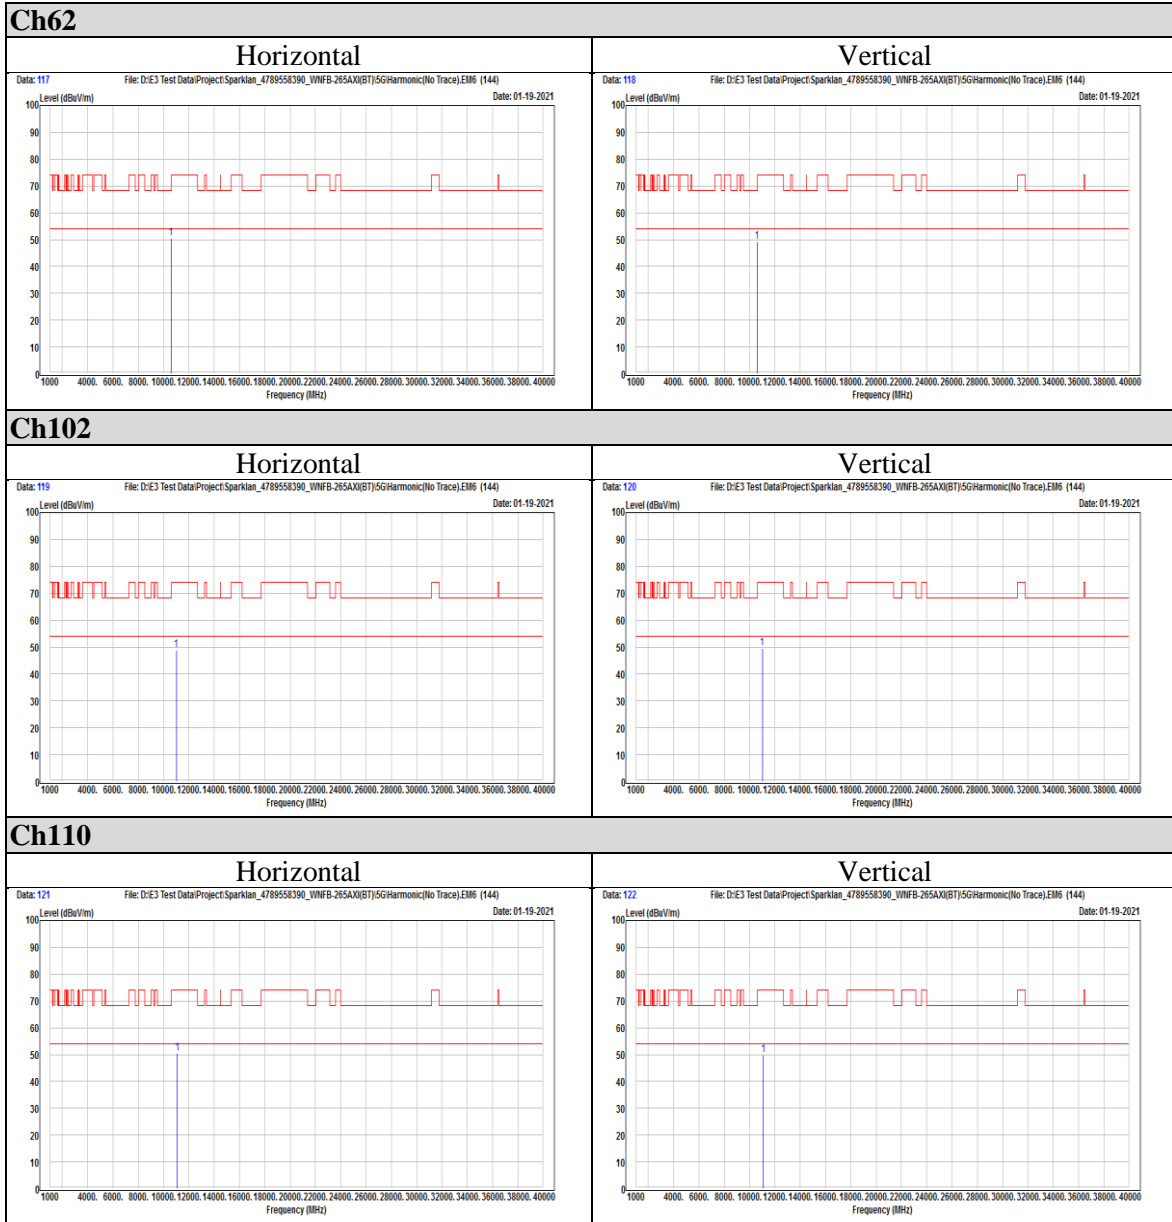 Ch62
Horizontal Vertical
Data: 117 File: D:\E3 Test Data\Project\Sparklan_4789558390_WNFB-265AXI(BT)\5G\Harmonic(No Trace).EM6 (144)
Level (dBuV/m) Date: 01-19-2021
100
90
80
70
60
50
40
30
20
10
0
1
1000 4000. 6000. 8000. 10000. 12000. 14000. 16000. 18000. 20000. 22000. 24000. 26000. 28000. 30000. 32000. 34000. 36000. 38000. 40000
Frequency (MHz)
Data: 118 File: D:\E3 Test Data\Project\Sparklan_4789558390_WNFB-265AXI(BT)\5G\Harmonic(No Trace).EM6 (144)
Level (dBuV/m) Date: 01-19-2021
100
90
80
70
60
50
40
30
20
10
0
1
1000 4000. 6000. 8000. 10000. 12000. 14000. 16000. 18000. 20000. 22000. 24000. 26000. 28000. 30000. 32000. 34000. 36000. 38000. 40000
Frequency (MHz)
Ch102
Horizontal Vertical
Data: 119 File: D:\E3 Test Data\Project\Sparklan_4789558390_WNFB-265AXI(BT)\5G\Harmonic(No Trace).EM6 (144)
Level (dBuV/m) Date: 01-19-2021
100
90
80
70
60
50
40
30
20
10
0
1
1000 4000. 6000. 8000. 10000. 12000. 14000. 16000. 18000. 20000. 22000. 24000. 26000. 28000. 30000. 32000. 34000. 36000. 38000. 40000
Frequency (MHz)
Data: 120 File: D:\E3 Test Data\Project\Sparklan_4789558390_WNFB-265AXI(BT)\5G\Harmonic(No Trace).EM6 (144)
Level (dBuV/m) Date: 01-19-2021
100
90
80
70
60
50
40
30
20
10
0
1
1000 4000. 6000. 8000. 10000. 12000. 14000. 16000. 18000. 20000. 22000. 24000. 26000. 28000. 30000. 32000. 34000. 36000. 38000. 40000
Frequency (MHz)
Ch110
Horizontal Vertical
Data: 121 File: D:\E3 Test Data\Project\Sparklan_4789558390_WNFB-265AXI(BT)\5G\Harmonic(No Trace).EM6 (144)
Level (dBuV/m) Date: 01-19-2021
100
90
80
70
60
50
40
30
20
10
0
1
1000 4000. 6000. 8000. 10000. 12000. 14000. 16000. 18000. 20000. 22000. 24000. 26000. 28000. 30000. 32000. 34000. 36000. 38000. 40000
Frequency (MHz)
Data: 122 File: D:\E3 Test Data\Project\Sparklan_4789558390_WNFB-265AXI(BT)\5G\Harmonic(No Trace).EM6 (144)
Level (dBuV/m) Date: 01-19-2021
100
90
80
70
60
50
40
30
20
10
0
1
1000 4000. 6000. 8000. 10000. 12000. 14000. 16000. 18000. 20000. 22000. 24000. 26000. 28000. 30000. 32000. 34000. 36000. 38000. 40000
Frequency (MHz)